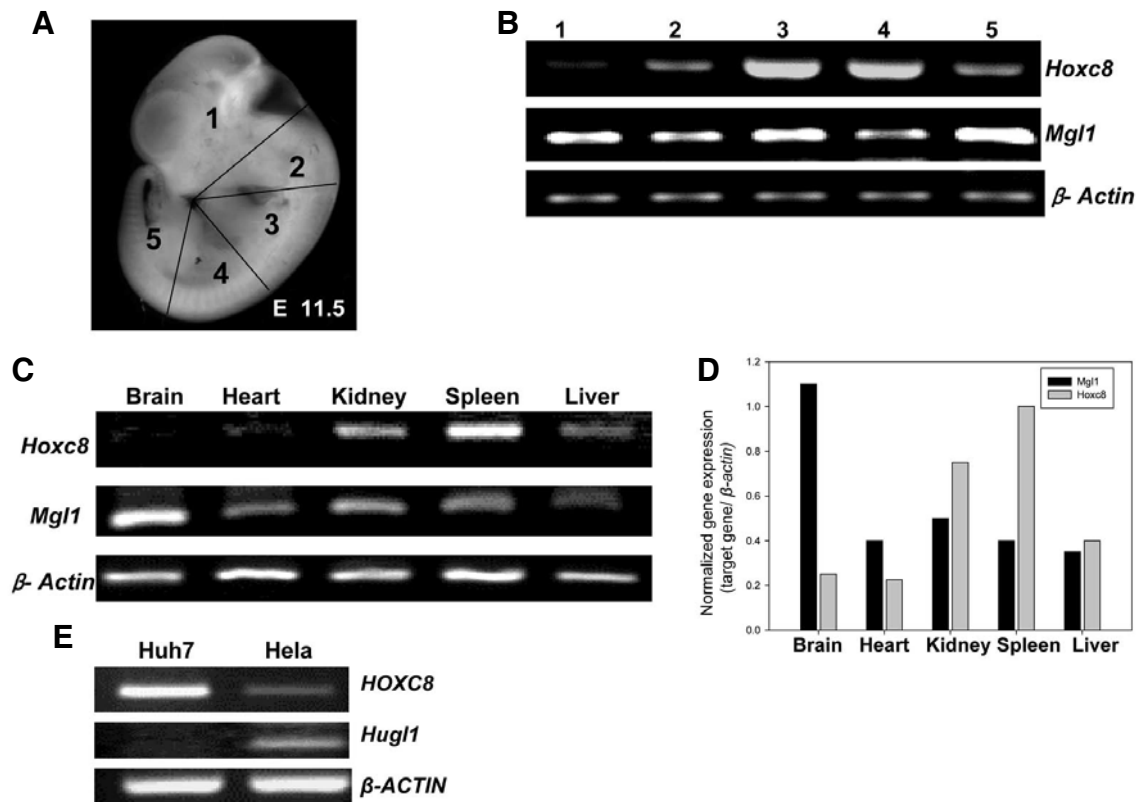 A
1
2
3
4
5
E 11.5
B
1 2 3 4 5
Hoxc8
Mgl1
β- Actin
C
Brain Heart Kidney Spleen Liver
Hoxc8
Mgl1
β- Actin
D
Normalized gene expression
(target gene/ β-actin)
1.2
1.0
0.8
0.6
0.4
0.2
0.0
Mgl1
Hoxc8
Brain Heart Kidney Spleen Liver
E
Huh7 Hela
HOXC8
Hugl1
β-ACTIN